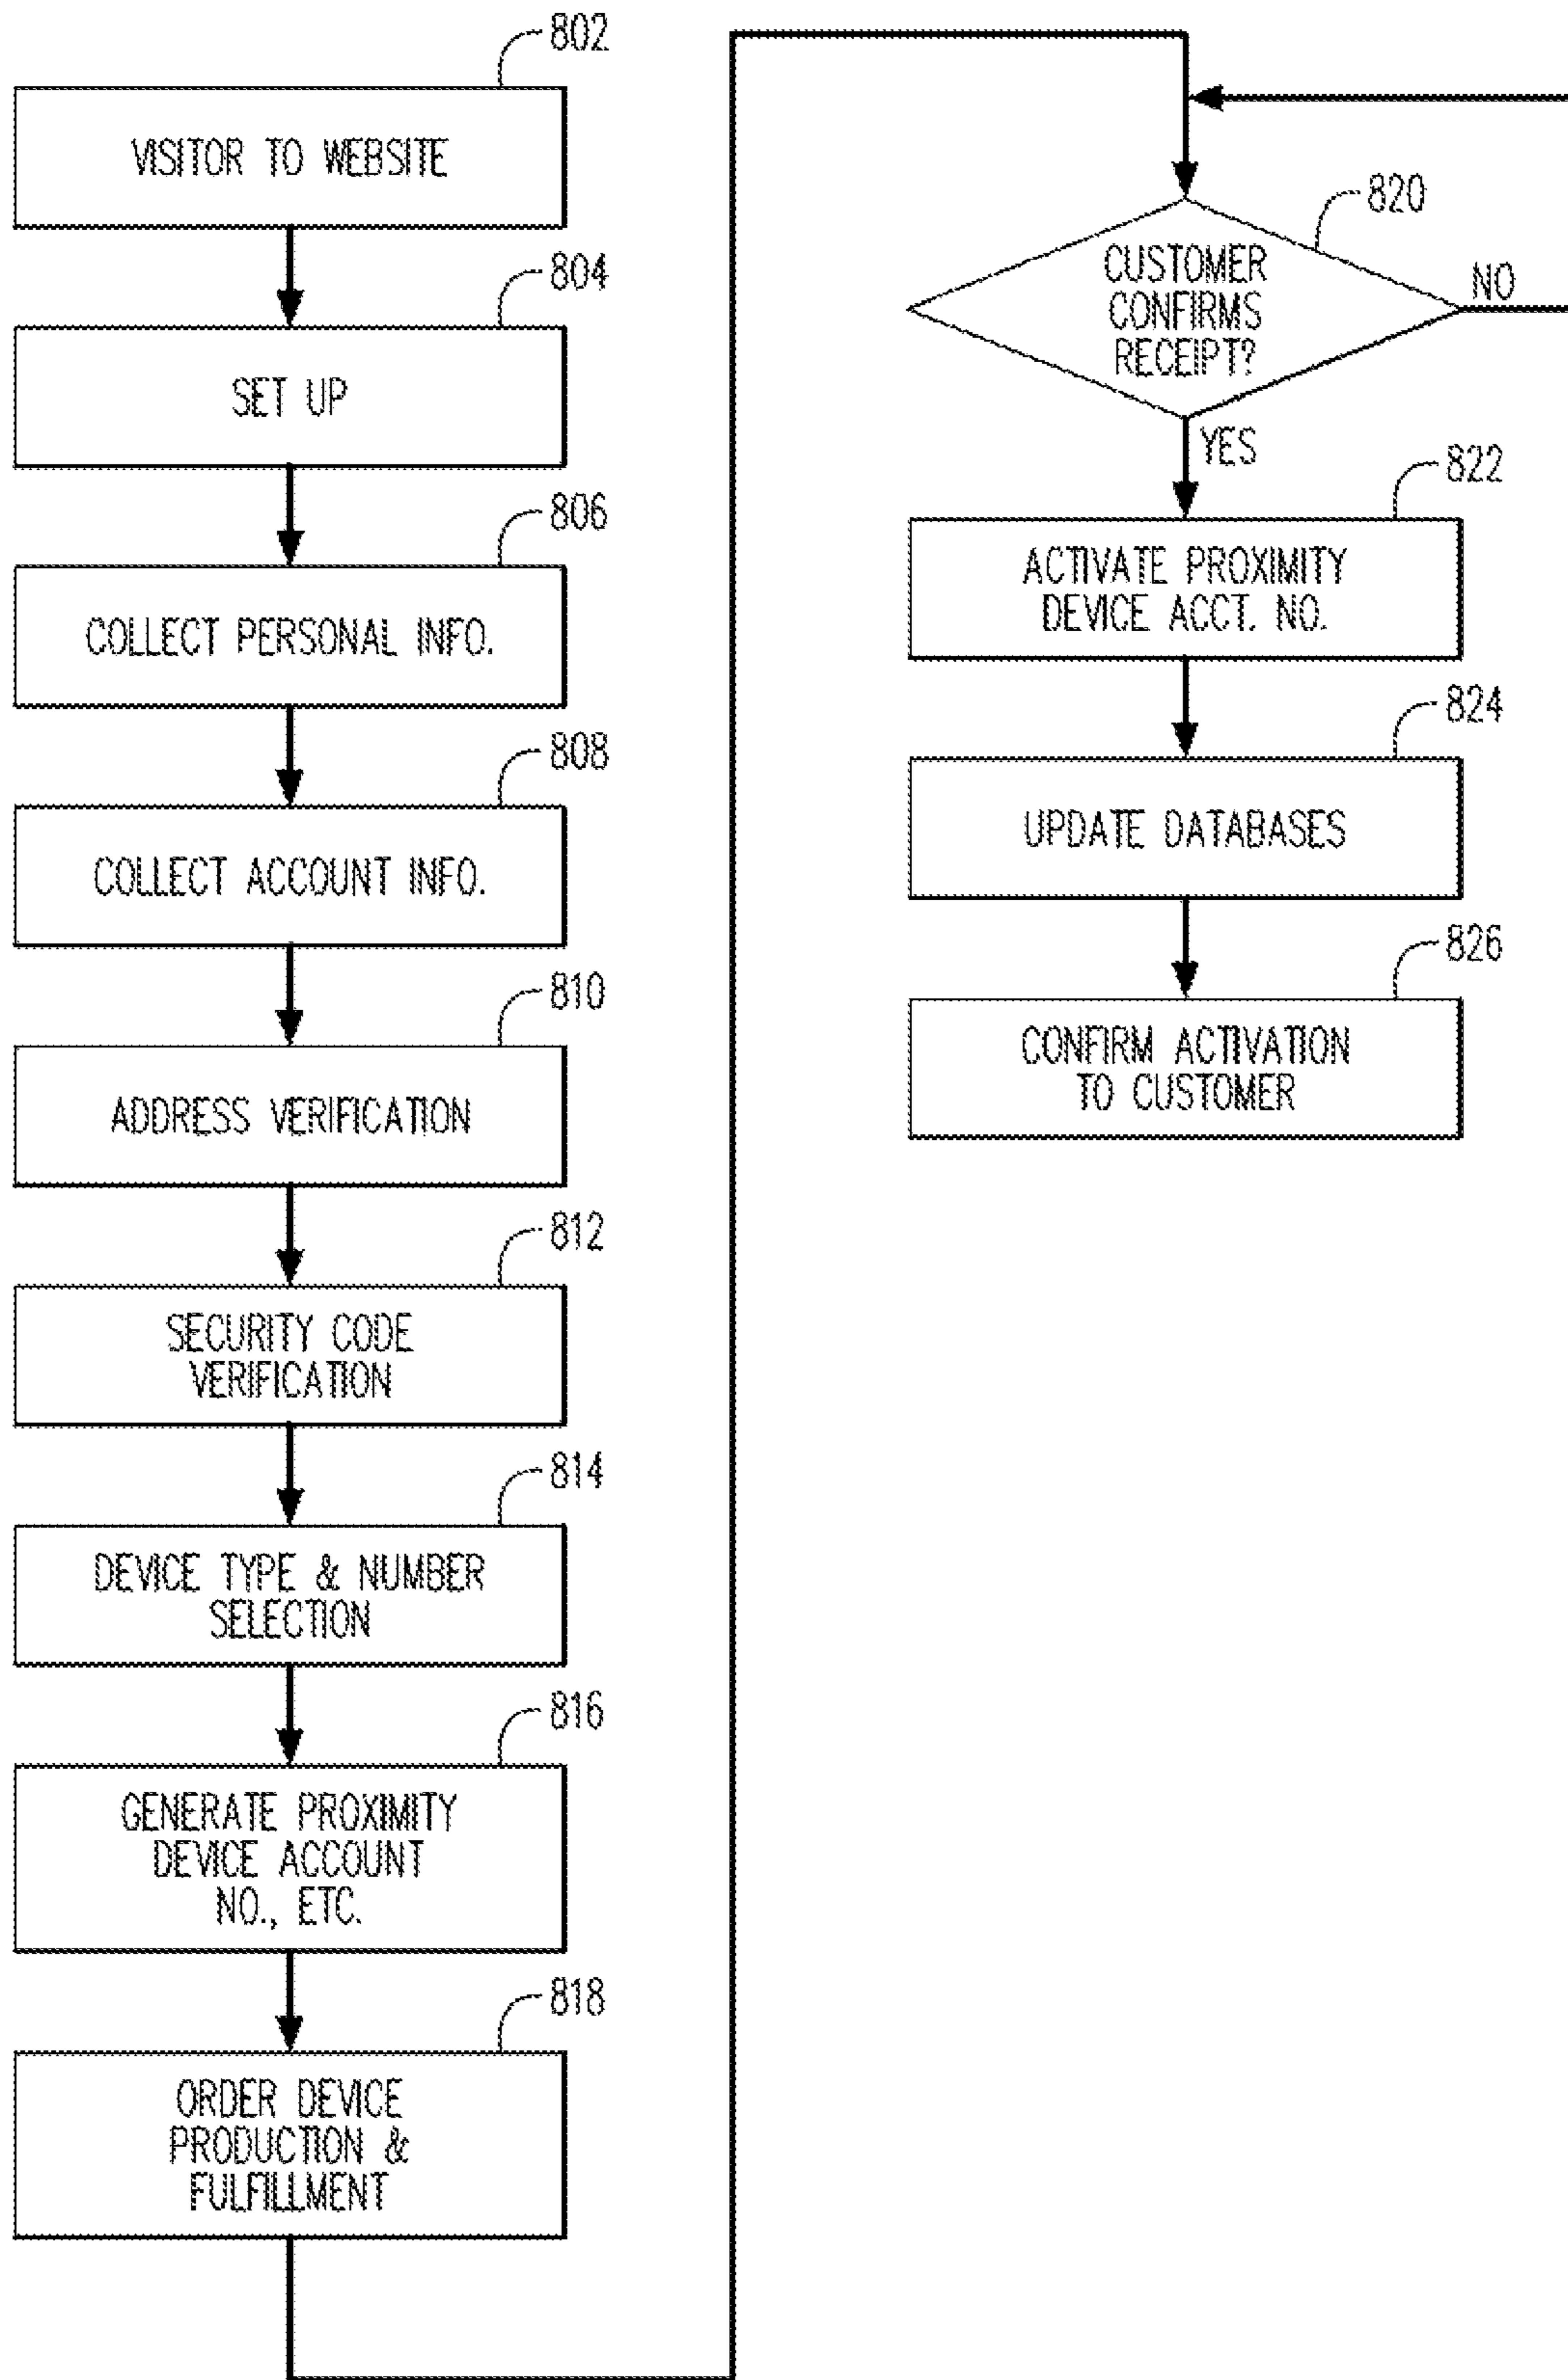 802
VISITOR TO WEBSITE
804
SET UP
806
COLLECT PERSONAL INFO.
808
COLLECT ACCOUNT INFO.
810
ADDRESS VERIFICATION
812
SECURITY CODE
VERIFICATION
814
DEVICE TYPE & NUMBER
SELECTION
816
GENERATE PROXIMITY
DEVICE ACCOUNT
NO., ETC.
818
ORDER DEVICE
PRODUCTION &
FULFILLMENT
820
CUSTOMER
CONFIRMS
RECEIPT?
NO
YES
822
ACTIVATE PROXIMITY
DEVICE ACCT. NO.
824
UPDATE DATABASES
826
CONFIRM ACTIVATION
TO CUSTOMER